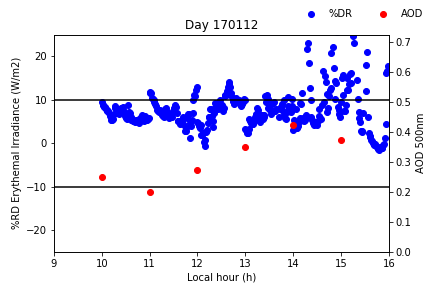 %DR AOD
Day 170112
%RD Erythemal Irradiance (W/m2)
20
10
0
−10
−20
0.7
0.6
0.5
0.4
0.3
0.2
0.1
0.0
AOD 500nm
9 10 11 12 13 14 15 16
Local hour (h)